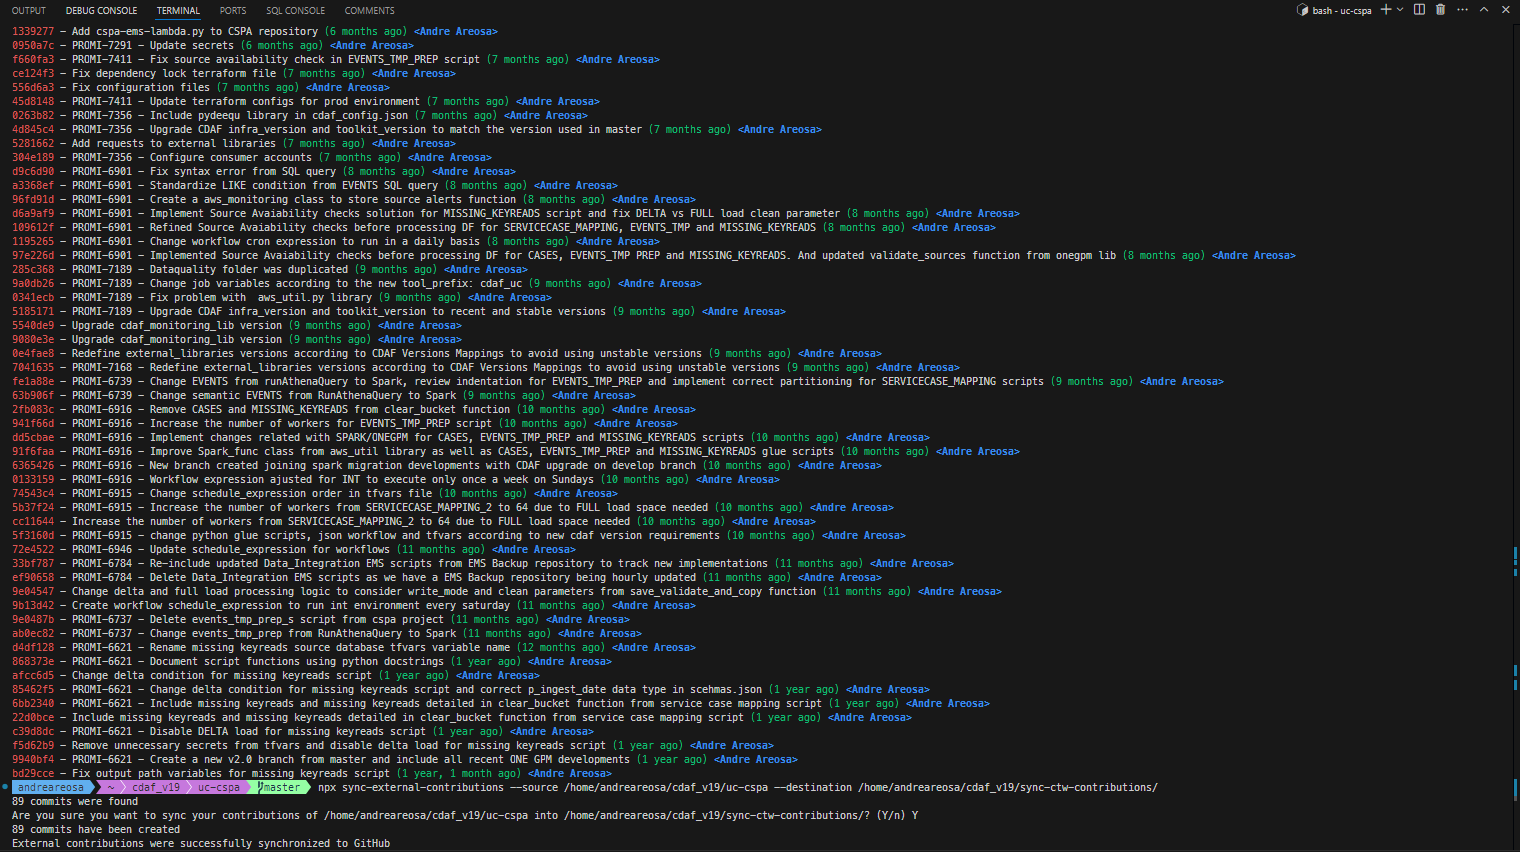 OUTPUT DEBUG CONSOLE TERMINAL PORTS SQL CONSOLE COMMENTS bash - uc-cspa
1339277 - Add cspa-ems-lambda.py to CSPA repository (6 months ago) <Andre Areosa>
0950a7c - PROMI-7291 - Update secrets (6 months ago) <Andre Areosa>
f660fa3 - PROMI-7411 - Fix source availability check in EVENTS_TMP_PREP script (7 months ago) <Andre Areosa>
ce124f3 - Fix dependency lock terraform file (7 months ago) <Andre Areosa>
556d6a3 - Fix configuration files (7 months ago) <Andre Areosa>
45d8148 - PROMI-7411 - Update terraform configs for prod environment (7 months ago) <Andre Areosa>
0263b82 - PROMI-7356 - Include pydeequ library in cdaf_config.json (7 months ago) <Andre Areosa>
4d845c4 - PROMI-7356 - Upgrade CDAF infra_version and toolkit_version to match the version used in master (7 months ago) <Andre Areosa>
5281662 - Add requests to external libraries (7 months ago) <Andre Areosa>
304e189 - PROMI-7356 - Configure consumer accounts (7 months ago) <Andre Areosa>
d9c6d90 - PROMI-6901 - Fix syntax error from SQL query (8 months ago) <Andre Areosa>
a3368ef - PROMI-6901 - Standardize LIKE condition from EVENTS SQL query (8 months ago) <Andre Areosa>
96fd91d - PROMI-6901 - Create a aws_monitoring class to store source alerts function (8 months ago) <Andre Areosa>
d6a9af9 - PROMI-6901 - Implement Source Avaiability checks solution for MISSING_KEYREADS script and fix DELTA vs FULL load clean parameter (8 months ago) <Andre Areosa>
109612f - PROMI-6901 - Refined Source Avaiability checks before processing DF for SERVICECASE_MAPPING, EVENTS_TMP and MISSING_KEYREADS (8 months ago) <Andre Areosa>
1195265 - PROMI-6901 - Change workflow cron expression to run in a daily basis (8 months ago) <Andre Areosa>
97e226d - PROMI-6901 - Implemented Source Avaiability checks before processing DF for CASES, EVENTS_TMP PREP and MISSING_KEYREADS. And updated validate_sources function from onegpm lib (8 months ago) <Andre Areosa>
285c368 - PROMI-7189 - Dataquality folder was duplicated (9 months ago) <Andre Areosa>
9a0db26 - PROMI-7189 - Change job variables according to the new tool_prefix: cdaf_uc (9 months ago) <Andre Areosa>
0341ecb - PROMI-7189 - Fix problem with  aws_util.py library (9 months ago) <Andre Areosa>
5185171 - PROMI-7189 - Upgrade CDAF infra_version and toolkit_version to recent and stable versions (9 months ago) <Andre Areosa>
5540de9 - Upgrade cdaf_monitoring_lib version (9 months ago) <Andre Areosa>
9080e3e - Upgrade cdaf_monitoring_lib version (9 months ago) <Andre Areosa>
0e4fae8 - Redefine external_libraries versions according to CDAF Versions Mappings to avoid using unstable versions (9 months ago) <Andre Areosa>
7041635 - PROMI-7168 - Redefine external_libraries versions according to CDAF Versions Mappings to avoid using unstable versions (9 months ago) <Andre Areosa>
fe1a88e - PROMI-6739 - Change EVENTS from runAthenaQuery to Spark, review indentation for EVENTS_TMP_PREP and implement correct partitioning for SERVICECASE_MAPPING scripts (9 months ago) <Andre Areosa>
63b906f - PROMI-6739 - Change semantic EVENTS from RunAthenaQuery to Spark (9 months ago) <Andre Areosa>
2fb083c - PROMI-6916 - Remove CASES and MISSING_KEYREADS from clear_bucket function (10 months ago) <Andre Areosa>
941f66d - PROMI-6916 - Increase the number of workers for EVENTS_TMP_PREP script (10 months ago) <Andre Areosa>
dd5cbae - PROMI-6916 - Implement changes related with SPARK/ONEGPM for CASES, EVENTS_TMP_PREP and MISSING_KEYREADS scripts (10 months ago) <Andre Areosa>
91f6faa - PROMI-6916 - Improve Spark_func class from aws_util library as well as CASES, EVENTS_TMP_PREP and MISSING_KEYREADS glue scripts (10 months ago) <Andre Areosa>
6365426 - PROMI-6916 - New branch created joining spark migration developments with CDAF upgrade on develop branch (10 months ago) <Andre Areosa>
0133159 - PROMI-6916 - Workflow expression ajusted for INT to execute only once a week on Sundays (10 months ago) <Andre Areosa>
74543c4 - PROMI-6915 - Change schedule_expression order in tfvars file (10 months ago) <Andre Areosa>
5b37f24 - PROMI-6915 - Increase the number of workers from SERVICECASE_MAPPING_2 to 64 due to FULL load space needed (10 months ago) <Andre Areosa>
cc11644 - Increase the number of workers from SERVICECASE_MAPPING_2 to 64 due to FULL load space needed (10 months ago) <Andre Areosa>
5f3160d - PROMI-6915 - change python glue scripts, json workflow and tfvars according to new cdaf version requirements (10 months ago) <Andre Areosa>
72e4522 - PROMI-6946 - Update schedule_expression for workflows (11 months ago) <Andre Areosa>
33bf787 - PROMI-6784 - Re-include updated Data_Integration EMS scripts from EMS Backup repository to track new implementations (11 months ago) <Andre Areosa>
ef90658 - PROMI-6784 - Delete Data_Integration EMS scripts as we have a EMS Backup repository being hourly updated (11 months ago) <Andre Areosa>
9e04547 - Change delta and full load processing logic to consider write_mode and clean parameters from save_validate_and_copy function (11 months ago) <Andre Areosa>
9b13d42 - Create workflow schedule_expression to run int environment every saturday (11 months ago) <Andre Areosa>
9e0487b - PROMI-6737 - Delete events_tmp_prep_s script from cspa project (11 months ago) <Andre Areosa>
ab0ec82 - PROMI-6737 - Change events_tmp_prep from RunAthenaQuery to Spark (11 months ago) <Andre Areosa>
d4df128 - PROMI-6621 - Rename missing keyreads source database tfvars variable name (12 months ago) <Andre Areosa>
868373e - PROMI-6621 - Document script functions using python docstrings (1 year ago) <Andre Areosa>
afcc6d5 - Change delta condition for missing keyreads script (1 year ago) <Andre Areosa>
85462f5 - PROMI-6621 - Change delta condition for missing keyreads script and correct p_ingest_date data type in scehmas.json (1 year ago) <Andre Areosa>
6bb2340 - PROMI-6621 - Include missing keyreads and missing keyreads detailed in clear_bucket function from service case mapping script (1 year ago) <Andre Areosa>
22d0bce - Include missing keyreads and missing keyreads detailed in clear_bucket function from service case mapping script (1 year ago) <Andre Areosa>
c39d8dc - PROMI-6621 - Disable DELTA load for missing keyreads script (1 year ago) <Andre Areosa>
f5d62b9 - Remove unnecessary secrets from tfvars and disable delta load for missing keyreads script (1 year ago) <Andre Areosa>
9940bf4 - PROMI-6621 - Create a new v2.0 branch from master and include all recent ONE GPM developments (1 year ago) <Andre Areosa>
bd29cce - Fix output path variables for missing keyreads script (1 year, 1 month ago) <Andre Areosa>
andreareosa ~ cdaf_v19 uc-cspa master npx sync-external-contributions --source /home/andreareosa/cdaf_v19/uc-cspa --destination /home/andreareosa/cdaf_v19/sync-ctw-contributions/
89 commits were found
Are you sure you want to sync your contributions of /home/andreareosa/cdaf_v19/uc-cspa into /home/andreareosa/cdaf_v19/sync-ctw-contributions/? (Y/n) Y
89 commits have been created
External contributions were successfully synchronized to GitHub